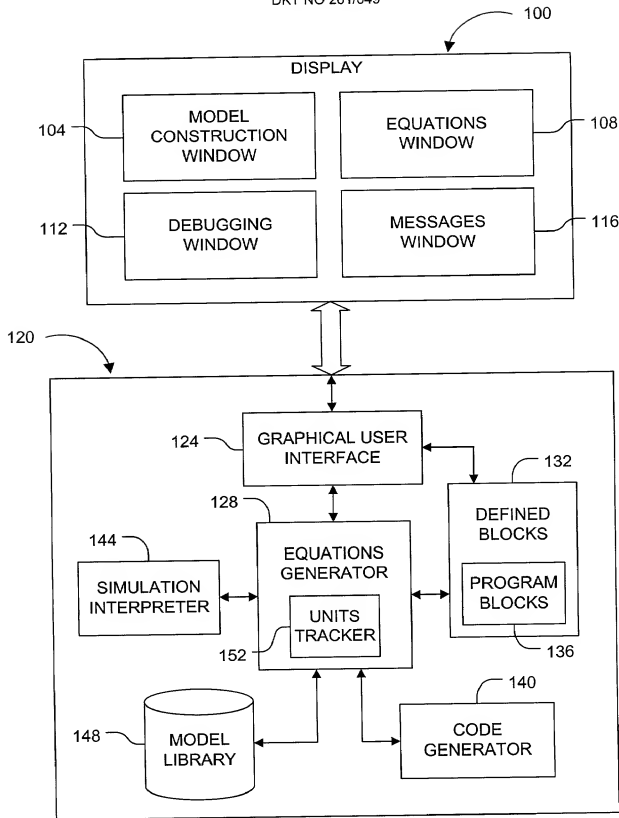 100
DISPLAY
104
MODEL
CONSTRUCTION
WINDOW
EQUATIONS
WINDOW
108
112
DEBUGGING
WINDOW
MESSAGES
WINDOW
116
120
124
GRAPHICAL USER
INTERFACE
128
132
DEFINED
BLOCKS
144
EQUATIONS
GENERATOR
SIMULATION
INTERPRETER
PROGRAM
BLOCKS
UNITS
TRACKER
152
136
140
148
MODEL
LIBRARY
CODE
GENERATOR